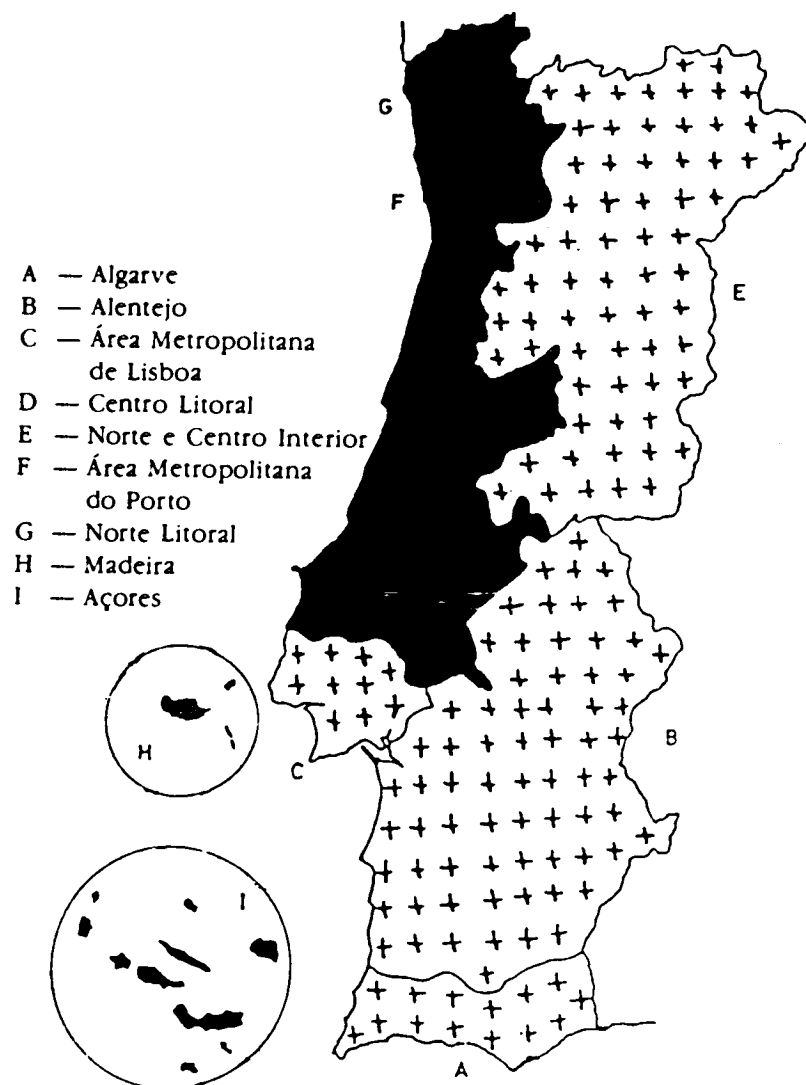 G
F
A — Algarve
B — Alentejo
C — Área Metropolitana
de Lisboa
D — Centro Litoral
E — Norte e Centro Interior
F — Área Metropolitana
do Porto
G — Norte Litoral
H — Madeira
I — Açores
E
H
C
B
I
A